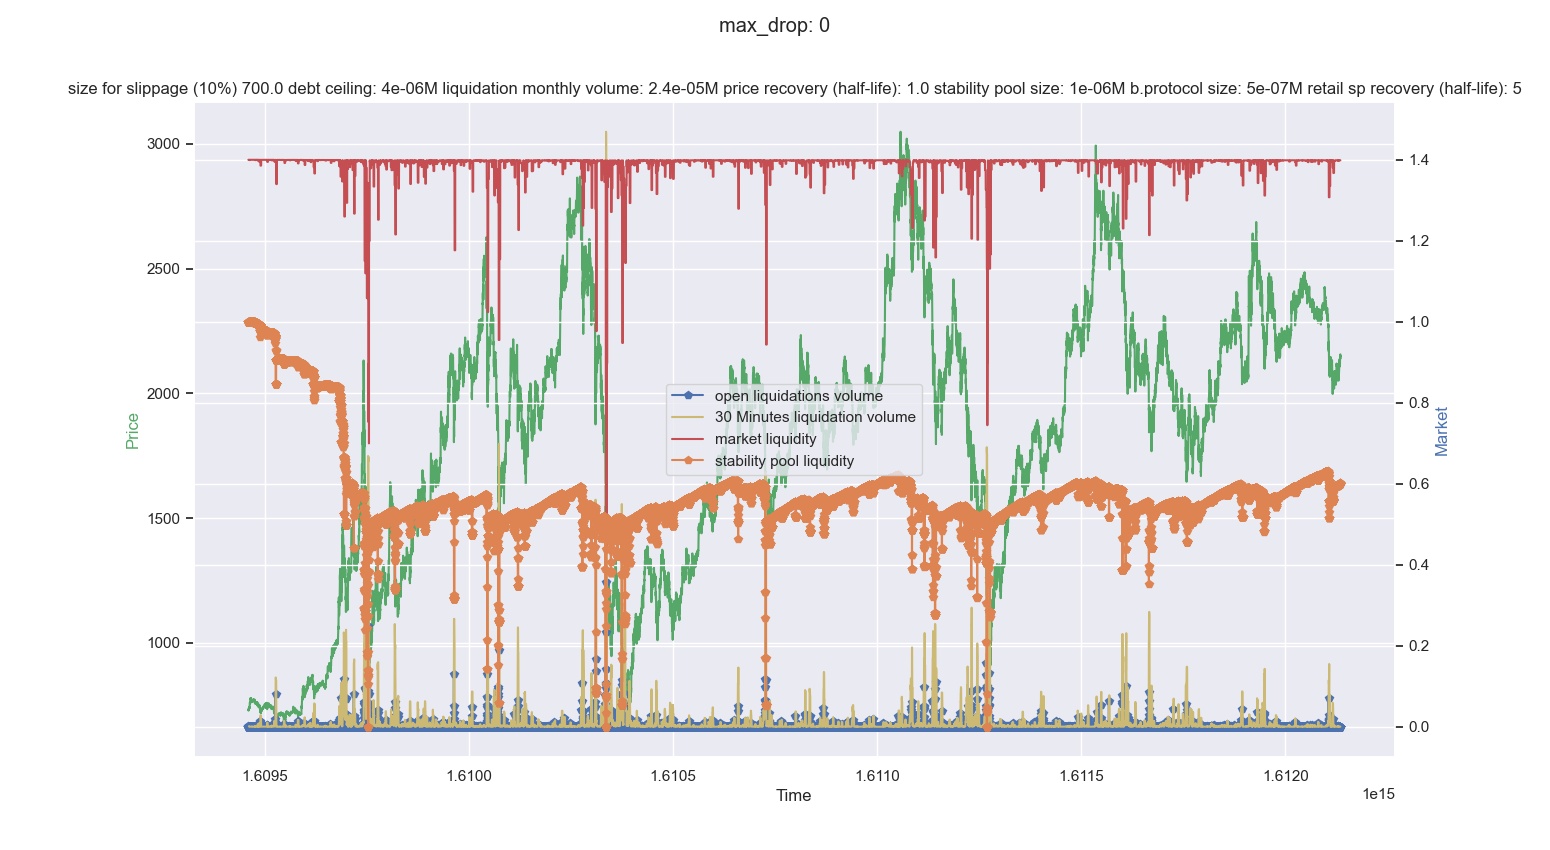 max_drop: 0
size for slippage (10%) 700.0 debt ceiling: 4e-06M liquidation monthly volume: 2.4e-05M price recovery (half-life): 1.0 stability pool size: 1e-06M b.protocol size: 5e-07M retail sp recovery (half-life): 5
3000
2500
2000
1500
1000
Price
1.4
1.2
1.0
0.8
0.6
0.4
0.2
0.0
Market
open liquidations volume
30 Minutes liquidation volume
market liquidity
stability pool liquidity
1.6095
1.6100
1.6105
1.6110
1.6115
1.6120
Time
1e15